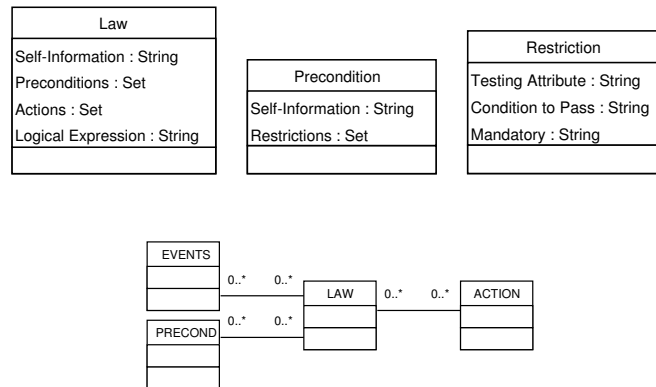 Law
Self-Information : String
Preconditions : Set
Actions : Set
Logical Expression : String
Precondition
Self-Information : String
Restrictions : Set
Restriction
Testing Attribute : String
Condition to Pass : String
Mandatory : String
EVENTS
0..* 0..*
LAW
0..* 0..*
ACTION
PRECOND
0..* 0..*